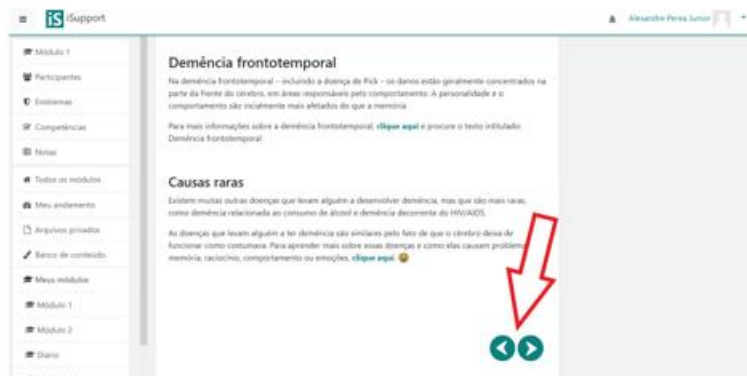 iSupport
Alexandre Perea Junior
Módulo 1
Participantes
Emblemas
Competências
Notas
Todos os módulos
Meu andamento
Arquivos privados
Banco de conteúdo
Meus módulos
Módulo 1
Módulo 2
Diário
Demência frontotemporal
Na demência frontotemporal – incluindo a doença de Pick – os danos estão geralmente concentrados na
parte da frente do cérebro, em áreas responsáveis pelo comportamento. A personalidade e o
comportamento são incialmente mais afetados do que a memória.
Para mais informações sobre a demência frontotemporal, clique aqui e procure o texto intitulado:
Demência frontotemporal.
Causas raras
Existem muitas outras doenças que levam alguém a desenvolver demência, mas que são mais raras,
como demência relacionada ao consumo de álcool e demência decorrente do HIV/AIDS.
As doenças que levam alguém a ter demência são similares pelo fato de que o cérebro deixa de
funcionar como costumava. Para aprender mais sobre essas doenças e como elas causam problema
memória, raciocínio, comportamento ou emoções, clique aqui.